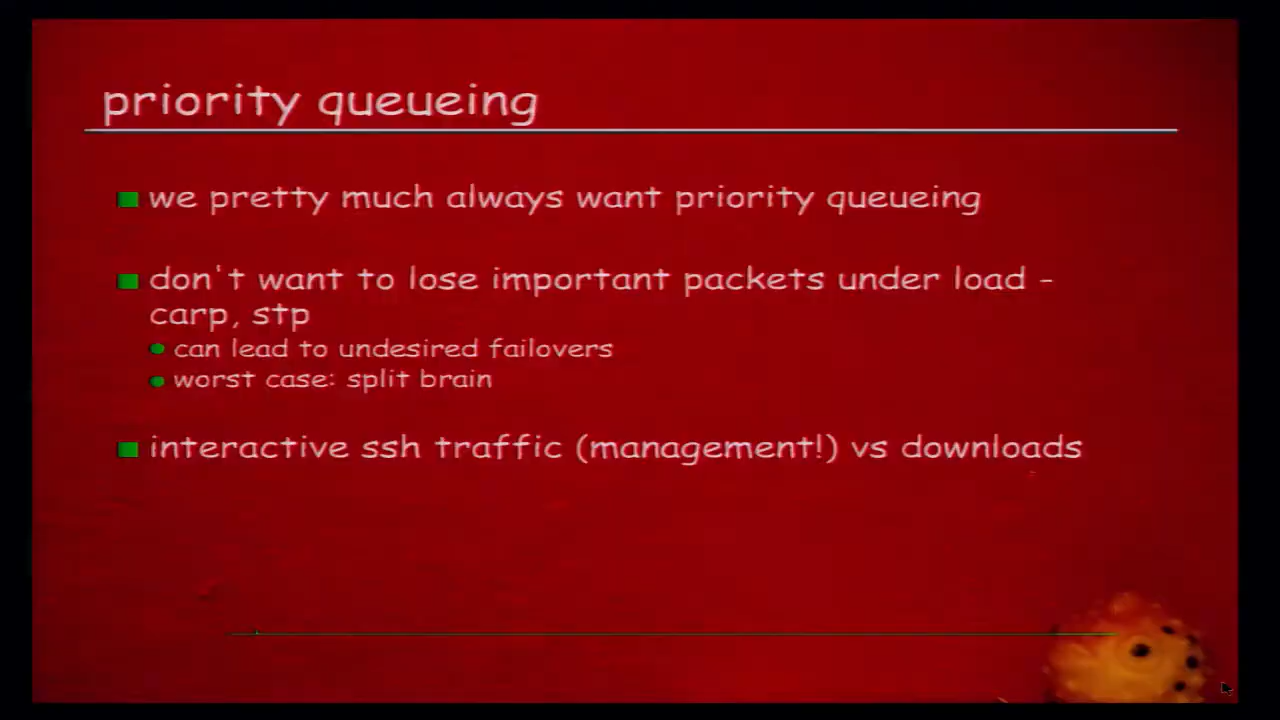 priority queueing
we pretty much always want priority queueing
don't want to lose important packets under load -
carp, stp
can lead to undesired failovers
worst case: split brain
interactive ssh traffic (management!) vs downloads